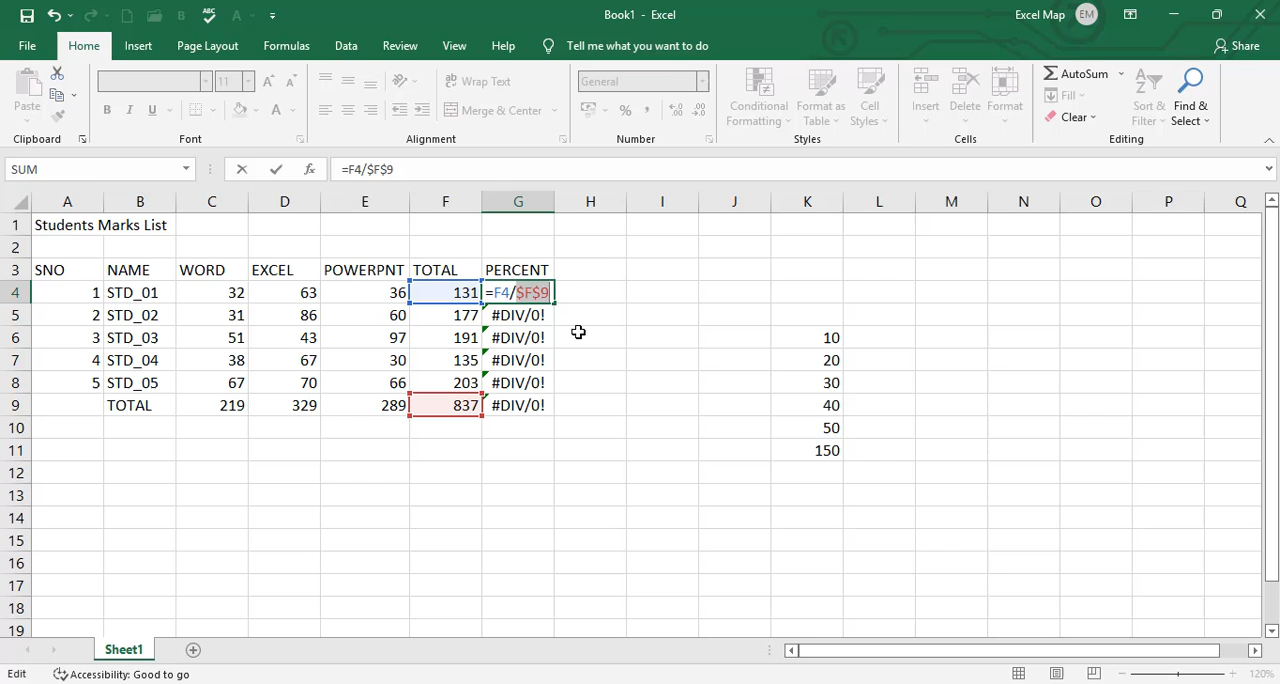 Book1 - Excel
Excel Map EM
File Home Insert Page Layout Formulas Data Review View Help Tell me what you want to do Share
Paste
Clipboard
11
B I U A
Font
Wrap Text
Merge & Center
Alignment
General
% ,
Number
Conditional Formatting
Format as Table
Cell Styles
Styles
Insert Delete Format
Cells
AutoSum
Fill
Clear
Sort & Filter
Find & Select
Editing
SUM fx =F4/$F$9
A B C D E F G H I J K L M N O P Q
1 Students Marks List
2
3 SNO NAME WORD EXCEL POWERPNT TOTAL PERCENT
4 1 STD_01 32 63 36 131 =F4/$F$9
5 2 STD_02 31 86 60 177 #DIV/0!
6 3 STD_03 51 43 97 191 #DIV/0! 10
7 4 STD_04 38 67 30 135 #DIV/0! 20
8 5 STD_05 67 70 66 203 #DIV/0! 30
9 TOTAL 219 329 289 837 #DIV/0! 40
10 50
11 150
12
13
14
15
16
17
18
19
Sheet1
Edit Accessibility: Good to go 120%